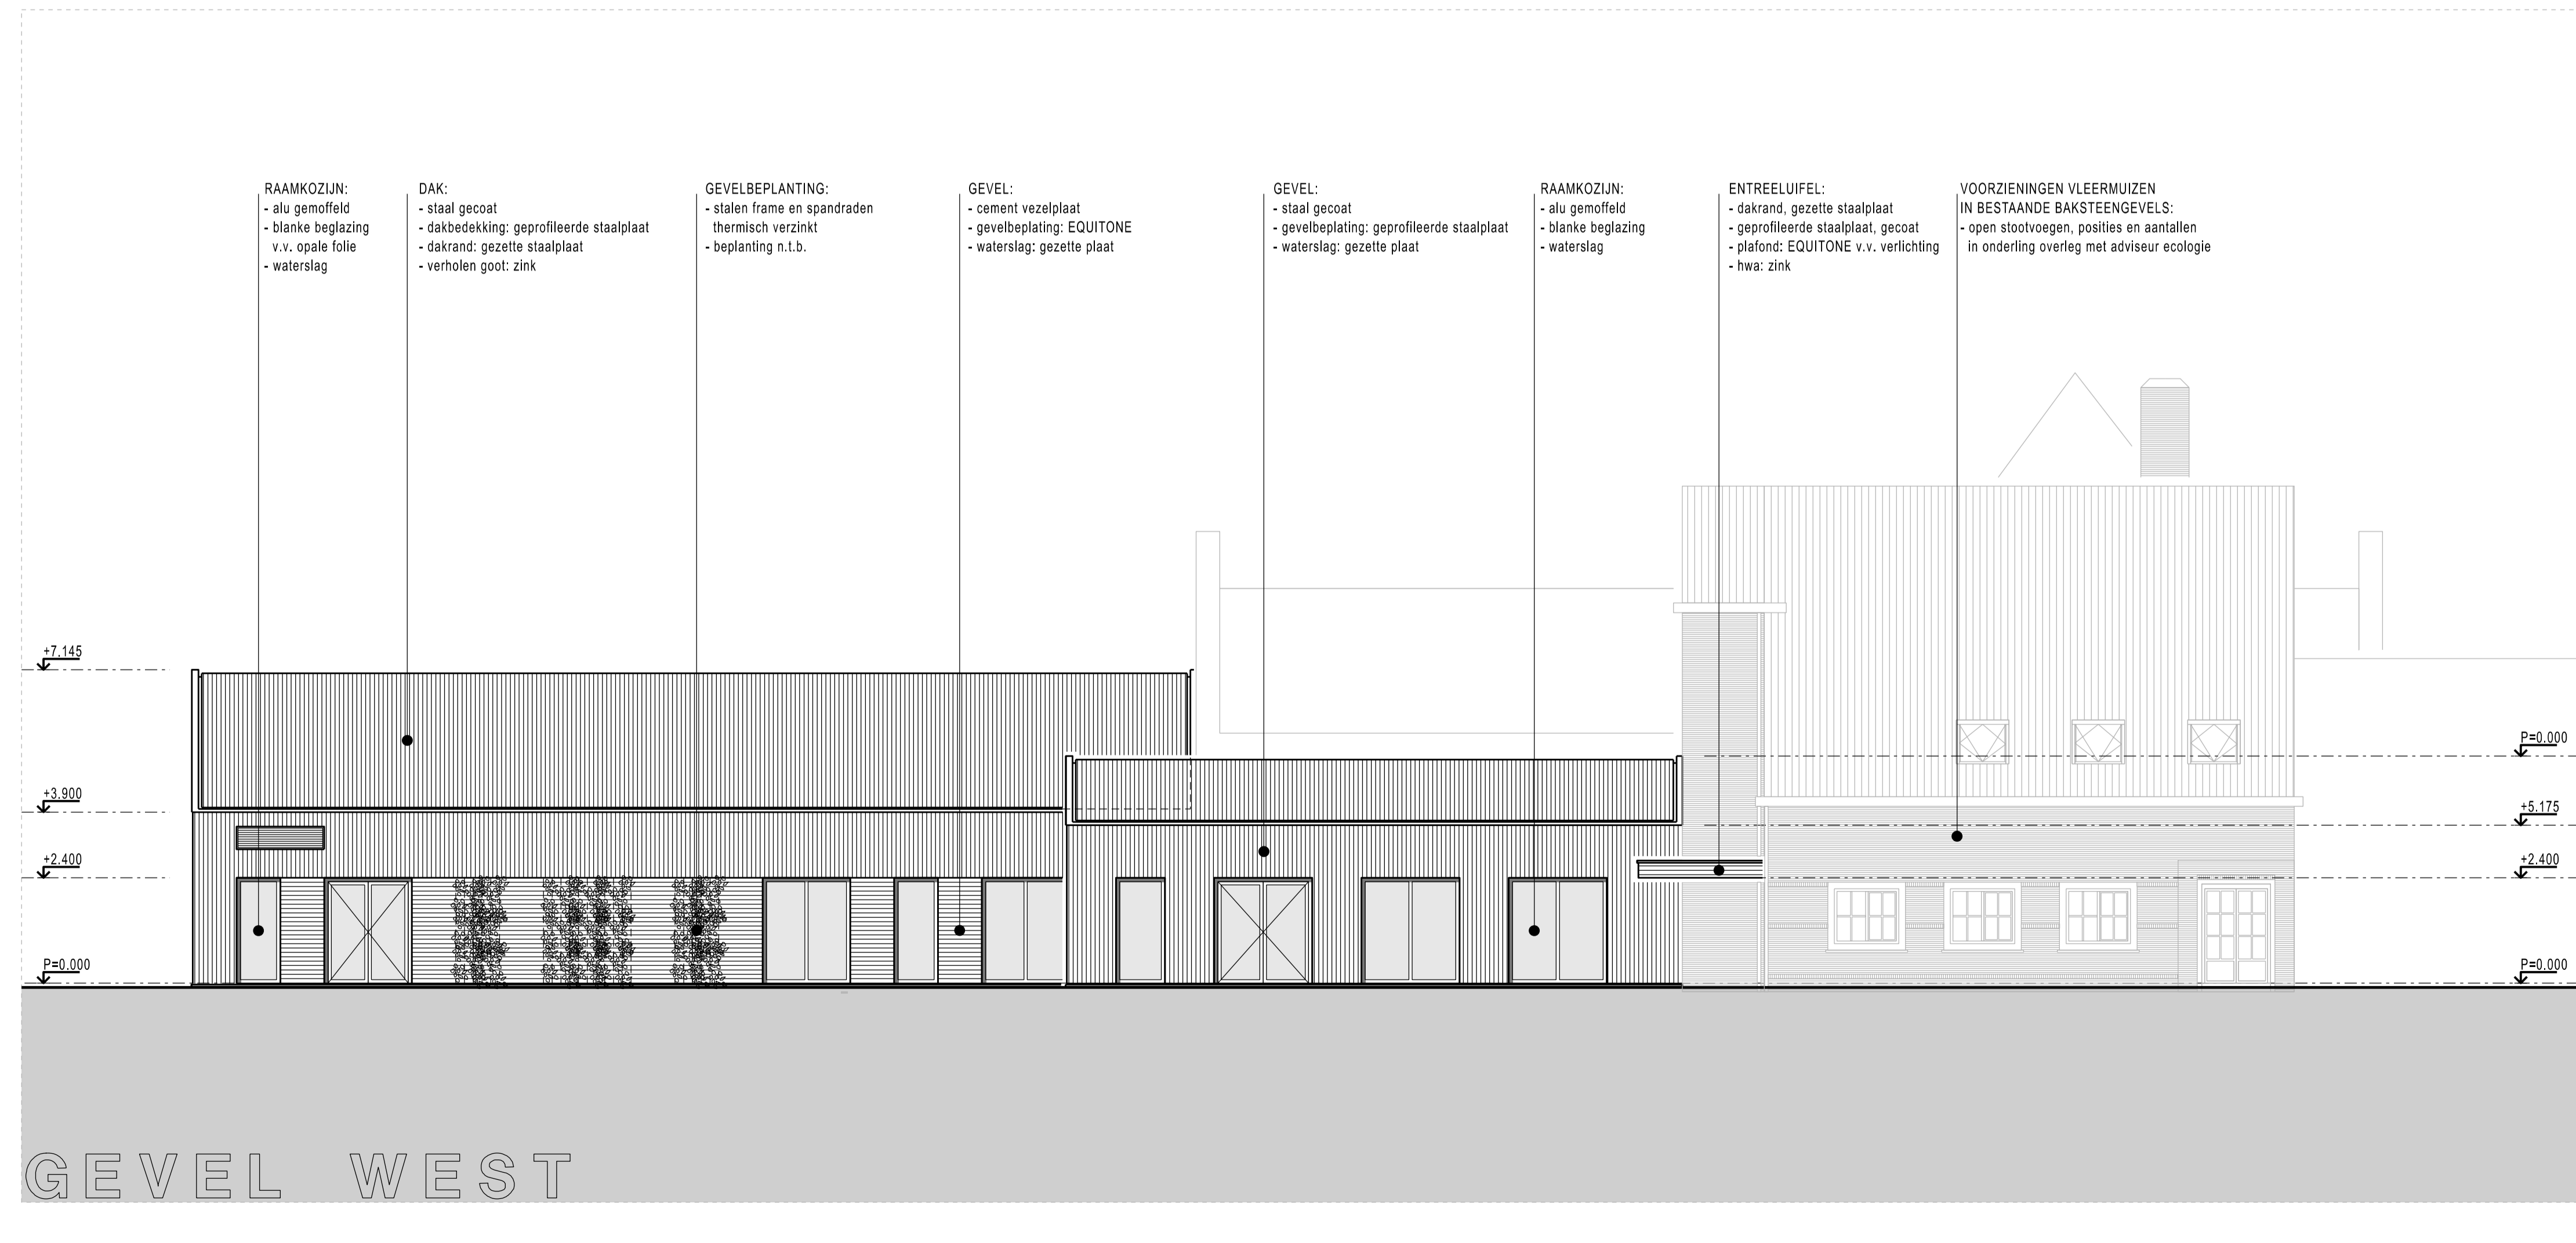 RAAMKOZIJN:
- alu gemoffeld
- blanke beglazing
v.v. opale folie
- waterslag
DAK:
- staal gecoat
- dakbedekking: geprofileerde staalplaat
- dakrand: gezette staalplaat
- verholen goot: zink
GEVELBEPLANTING:
- stalen frame en spandraden
thermisch verzinkt
- beplanting n.t.b.
GEVEL:
- cement vezelplaat
- gevelbeplating: EQUITONE
- waterslag: gezette plaat
GEVEL:
- staal gecoat
- gevelbeplating: geprofileerde staalplaat
- waterslag: gezette plaat
RAAMKOZIJN:
- alu gemoffeld
- blanke beglazing
- waterslag
ENTREELUIFEL:
- dakrand, gezette staalplaat
- geprofileerde staalplaat, gecoat
- plafond: EQUITONE v.v. verlichting
- hwa: zink
VOORZIENINGEN VLEERMUIZEN
IN BESTAANDE BAKSTEENGEVELS:
- open stootvoegen, posities en aantallen
in onderling overleg met adviseur ecologie
+7.145
+3.900
+2.400
P=0.000
P=0.000
+5.175
+2.400
P=0.000
GEVEL WEST